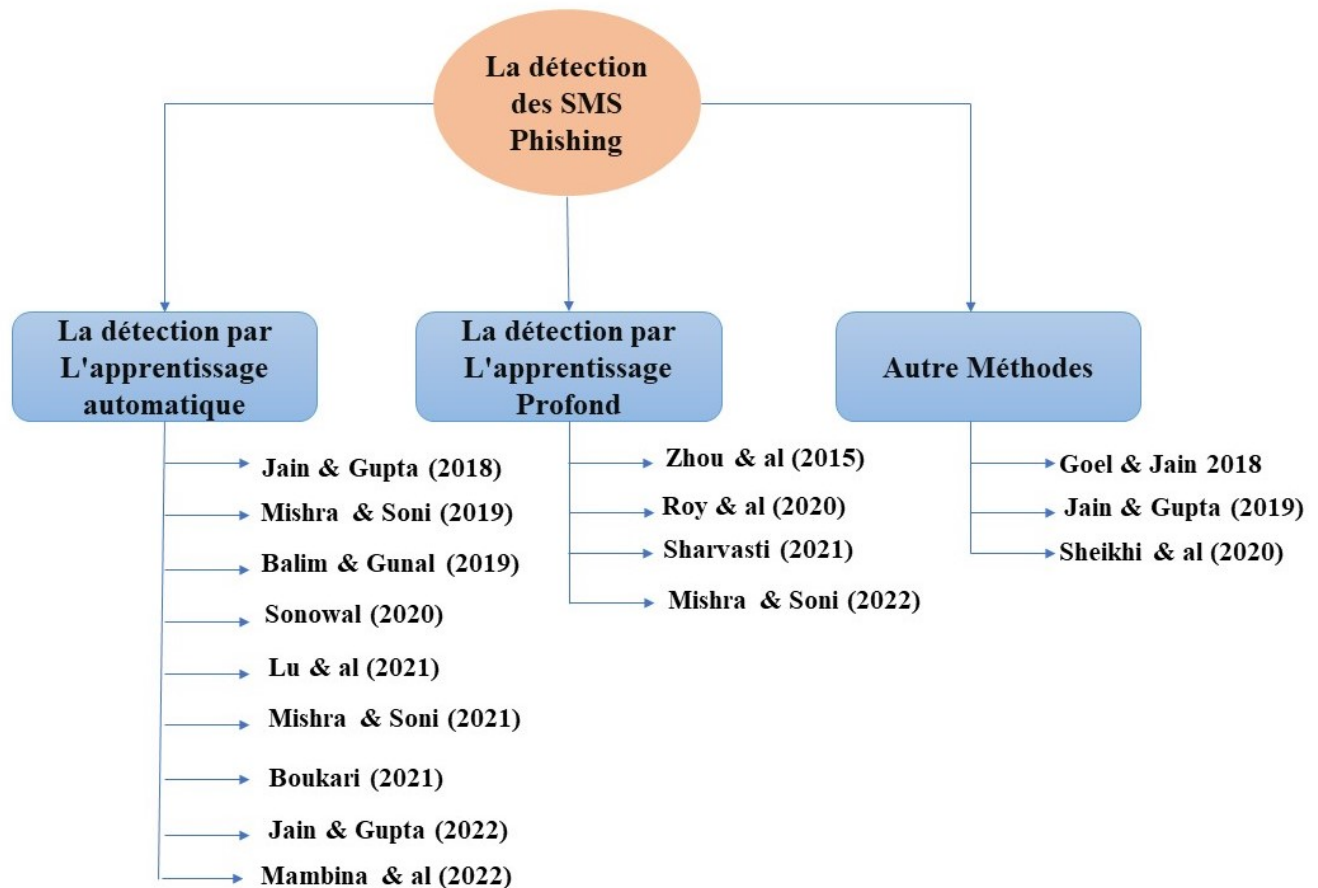 La détection
des SMS
Phishing
La détection par
L'apprentissage
automatique
Jain & Gupta (2018)
Mishra & Soni (2019)
Balim & Gunal (2019)
Sonowal (2020)
Lu & al (2021)
Mishra & Soni (2021)
Boukari (2021)
Jain & Gupta (2022)
Mambina & al (2022)
La détection par
L'apprentissage
Profond
Zhou & al (2015)
Roy & al (2020)
Sharvasti (2021)
Mishra & Soni (2022)
Autre Méthodes
Goel & Jain 2018
Jain & Gupta (2019)
Sheikhi & al (2020)